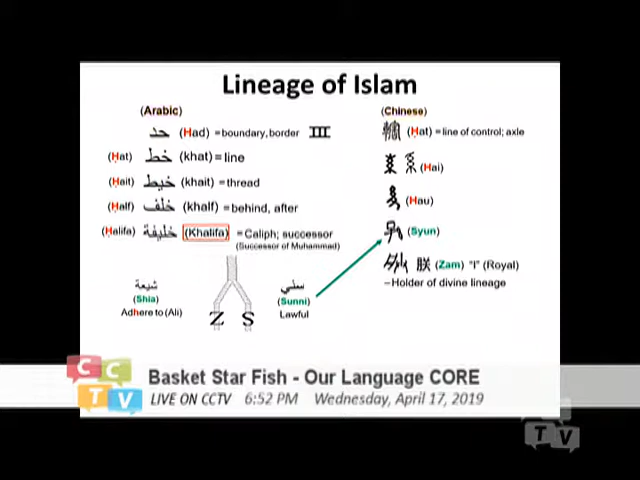 Lineage of Islam
(Arabic)
حد (Had) = boundary, border III
(Hat) خط (khat) = line
(Hait) خيط (khait) = thread
(Half) خلف (khalf) = behind, after
(Halifa) خليفة (Khalifa) = Caliph; successor
(Successor of Muhammad)
شيعة
(Shia)
Adhere to (Ali)
Z S
(Sunni)
Lawful
(Chinese)
(Hat) = line of control; axle
(Hai)
(Hau)
(Syun)
朕 (Zam) "I" (Royal)
–Holder of divine lineage
CCTV
Basket Star Fish - Our Language CORE
LIVE ON CCTV 6:52 PM Wednesday, April 17, 2019
TV